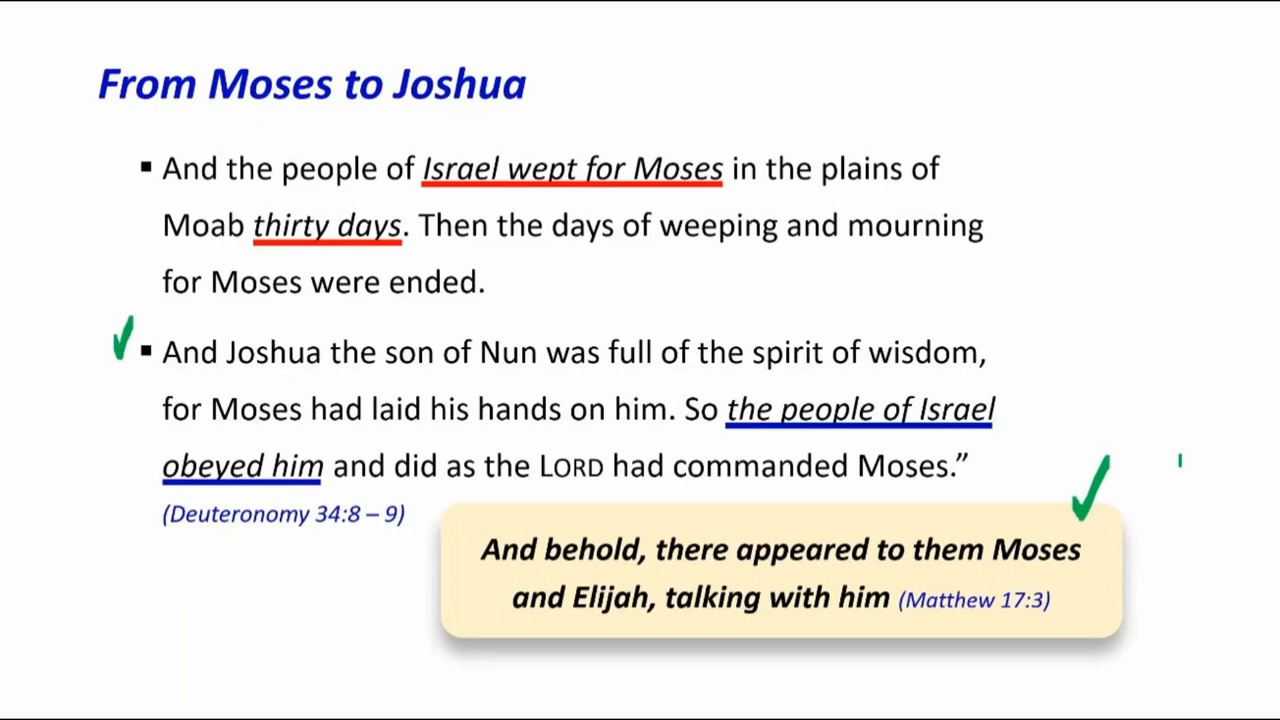 From Moses to Joshua
▪ And the people of Israel wept for Moses in the plains of
Moab thirty days. Then the days of weeping and mourning
for Moses were ended.
▪ And Joshua the son of Nun was full of the spirit of wisdom,
for Moses had laid his hands on him. So the people of Israel
obeyed him and did as the LORD had commanded Moses.”
(Deuteronomy 34:8 – 9)
And behold, there appeared to them Moses
and Elijah, talking with him (Matthew 17:3)